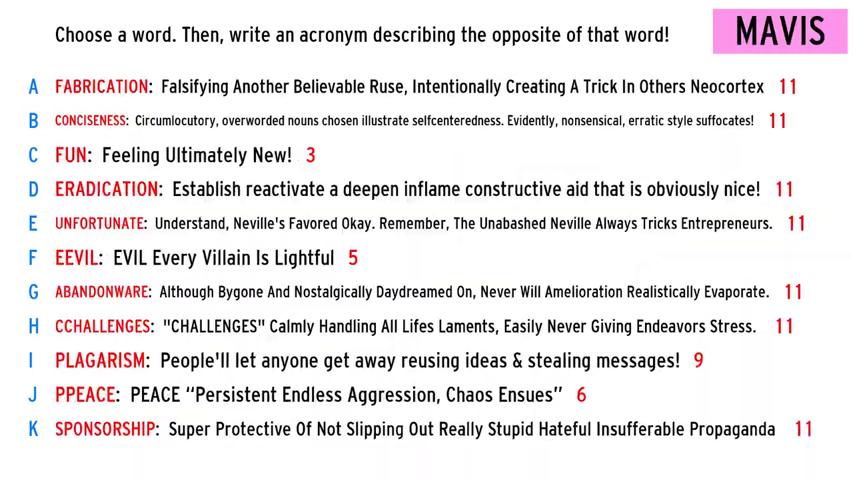 Choose a word. Then, write an acronym describing the opposite of that word!
MAVIS
A FABRICATION: Falsifying Another Believable Ruse, Intentionally Creating A Trick In Others Neocortex 11
B CONCISENESS: Circumlocutory, overworded nouns chosen illustrate selfcenteredness. Evidently, nonsensical, erratic style suffocates! 11
C FUN: Feeling Ultimately New! 3
D ERADICATION: Establish reactivate a deepen inflame constructive aid that is obviously nice! 11
E UNFORTUNATE: Understand, Neville's Favored Okay. Remember, The Unabashed Neville Always Tricks Entrepreneurs. 11
F EEVIL: EVIL Every Villain Is Lightful 5
G ABANDONWARE: Although Bygone And Nostalgically Daydreamed On, Never Will Amelioration Realistically Evaporate. 11
H CCHALLENGES: "CHALLENGES" Calmly Handling All Lifes Laments, Easily Never Giving Endeavors Stress. 11
I PLAGARISM: People'll let anyone get away reusing ideas & stealing messages! 9
J PPEACE: PEACE “Persistent Endless Aggression, Chaos Ensues” 6
K SPONSORSHIP: Super Protective Of Not Slipping Out Really Stupid Hateful Insufferable Propaganda 11